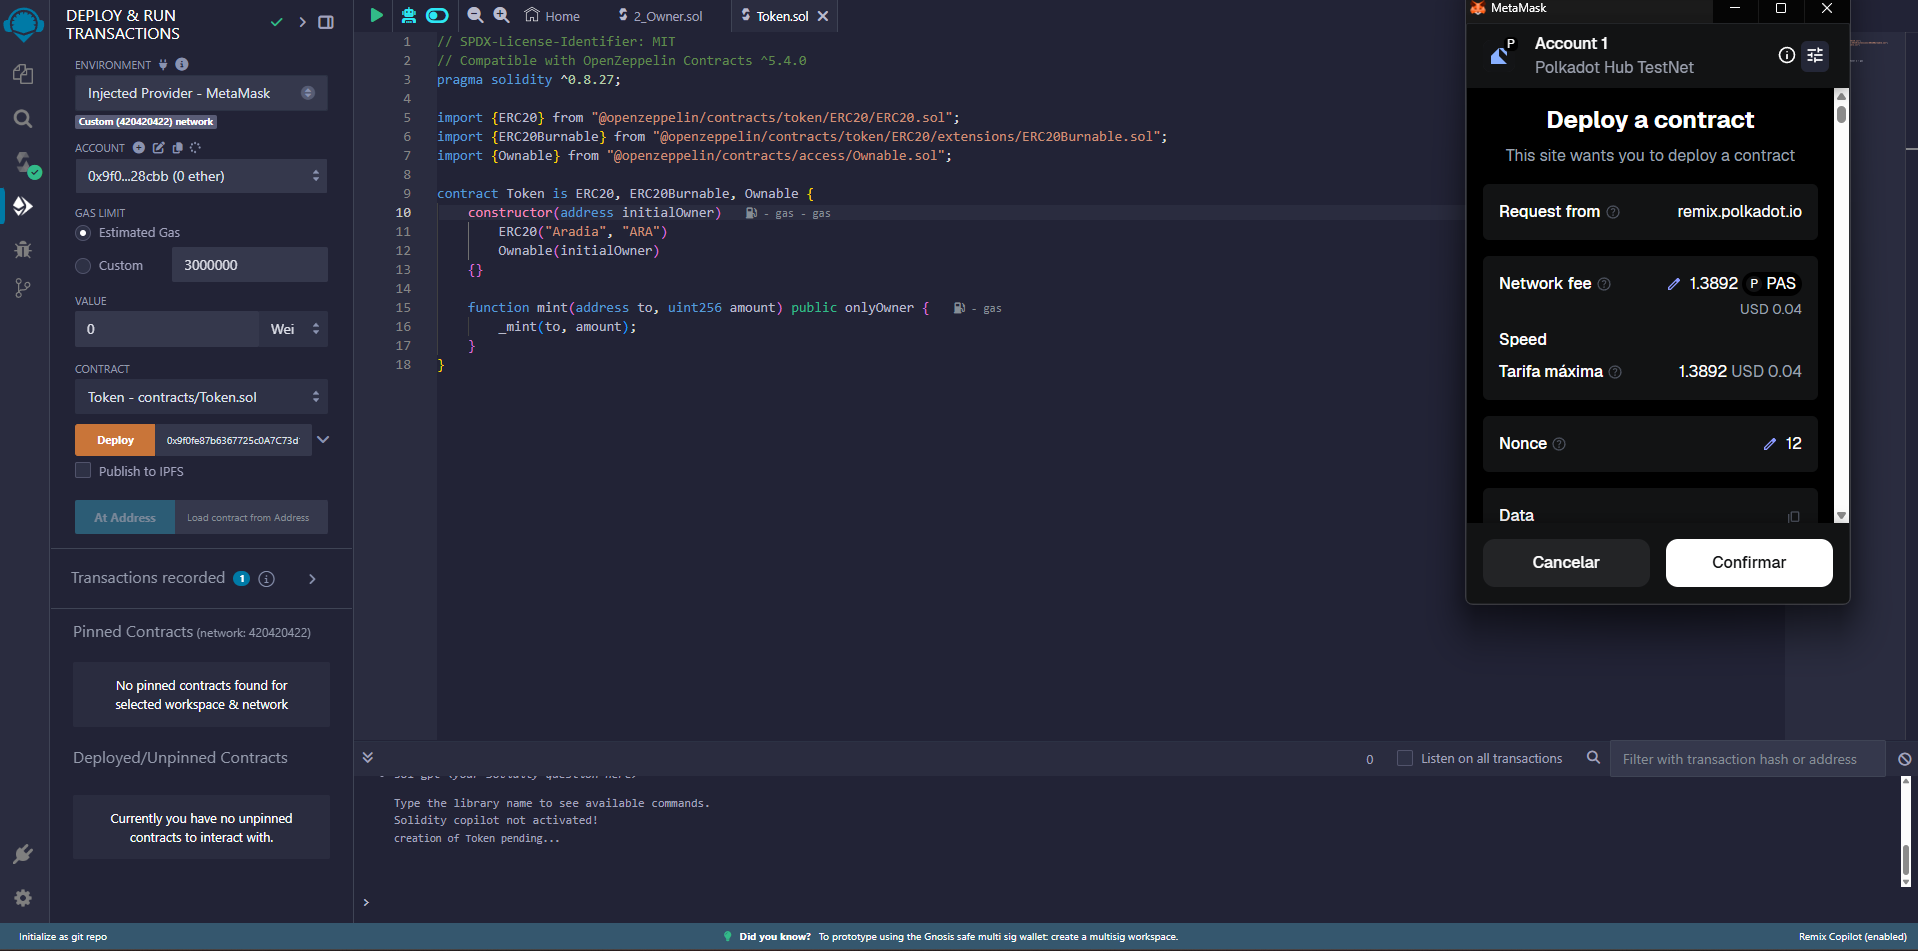 DEPLOY & RUN
TRANSACTIONS
ENVIRONMENT
Injected Provider - MetaMask
Custom (420420422) network
ACCOUNT
0x9f0...28cbb (0 ether)
GAS LIMIT
Estimated Gas
Custom
3000000
VALUE
0
Wei
CONTRACT
Token - contracts/Token.sol
Deploy
0x9f0fe87b6367725c0A7C73d
Publish to IPFS
At Address
Load contract from Address
Transactions recorded 1
Pinned Contracts (network: 420420422)
No pinned contracts found for
selected workspace & network
Deployed/Unpinned Contracts
Currently you have no unpinned
contracts to interact with.
Initialize as git repo
Home
2_Owner.sol
Token.sol
1 // SPDX-License-Identifier: MIT
2 // Compatible with OpenZeppelin Contracts ^5.4.0
3 pragma solidity ^0.8.27;
4
5 import {ERC20} from "@openzeppelin/contracts/token/ERC20/ERC20.sol";
6 import {ERC20Burnable} from "@openzeppelin/contracts/token/ERC20/extensions/ERC20Burnable.sol";
7 import {Ownable} from "@openzeppelin/contracts/access/Ownable.sol";
8
9 contract Token is ERC20, ERC20Burnable, Ownable {
10 constructor(address initialOwner) - gas - gas
11 ERC20("Aradia", "ARA")
12 Ownable(initialOwner)
13 {}
14
15 function mint(address to, uint256 amount) public onlyOwner { - gas
16 _mint(to, amount);
17 }
18 }
0
Listen on all transactions
Filter with transaction hash or address
sol-gpt <your Solidity question here>
Type the library name to see available commands.
Solidity copilot not activated!
creation of Token pending...
>
Did you know? To prototype using the Gnosis safe multi sig wallet: create a multisig workspace.
Remix Copilot (enabled)
MetaMask
P
Account 1
Polkadot Hub TestNet
Deploy a contract
This site wants you to deploy a contract
Request from
remix.polkadot.io
Network fee
1.3892 P PAS
USD 0.04
Speed
Tarifa máxima
1.3892 USD 0.04
Nonce
12
Data
Cancelar
Confirmar